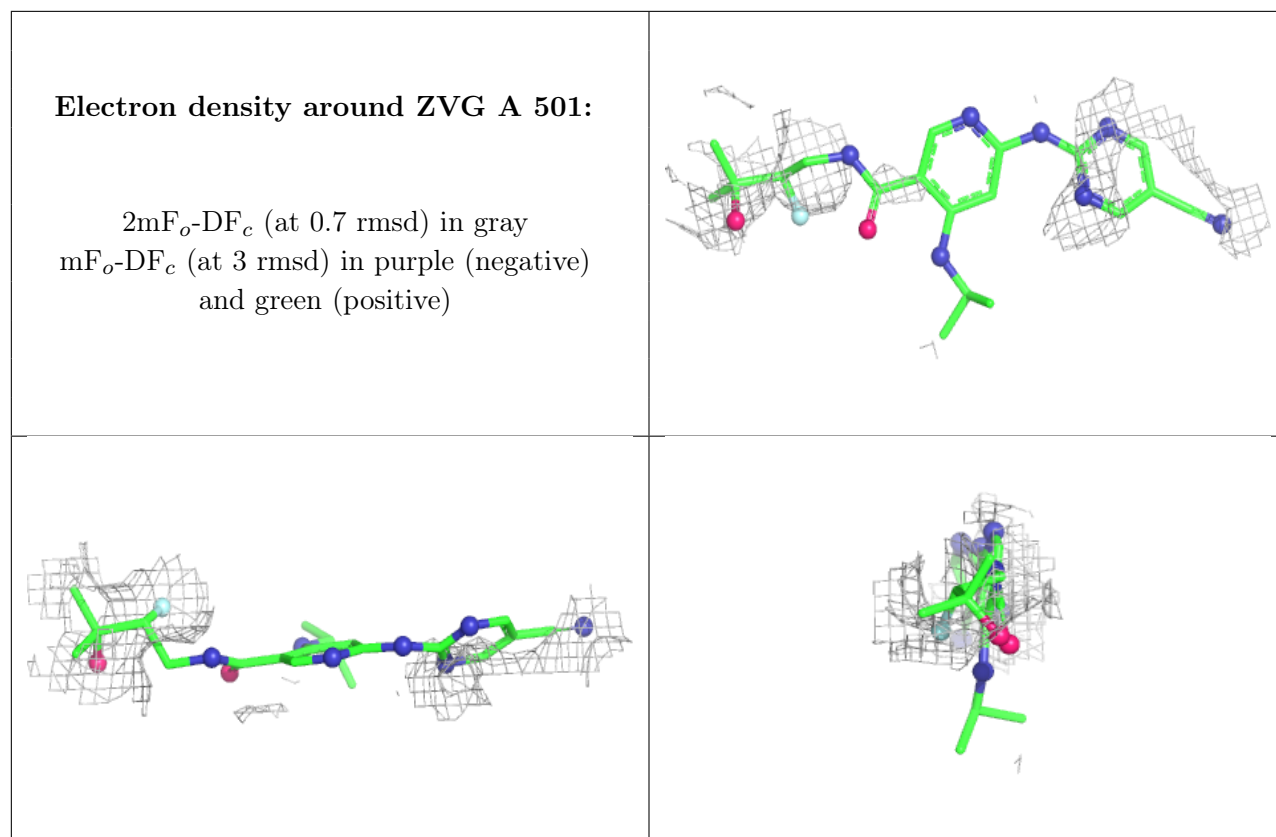 Electron density around ZVG A 501:
2mFo-DFc (at 0.7 rmsd) in gray
mFo-DFc (at 3 rmsd) in purple (negative)
and green (positive)